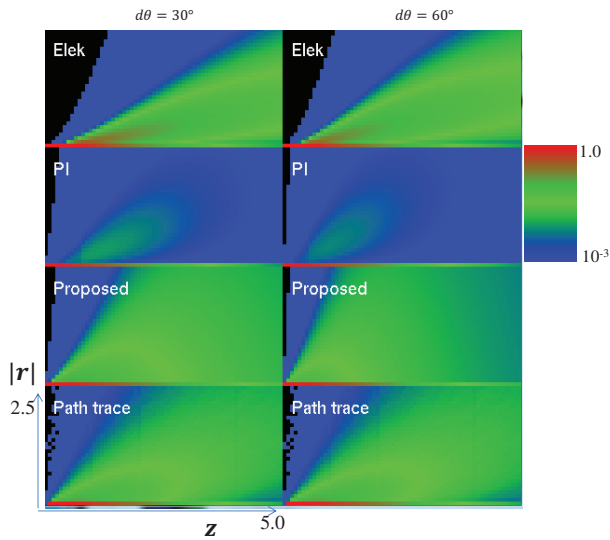 dθ = 30°
dθ = 60°
Elek
Elek
PI
PI
1.0
10⁻³
Proposed
Proposed
|r|
2.5
Path trace
Path trace
z
5.0